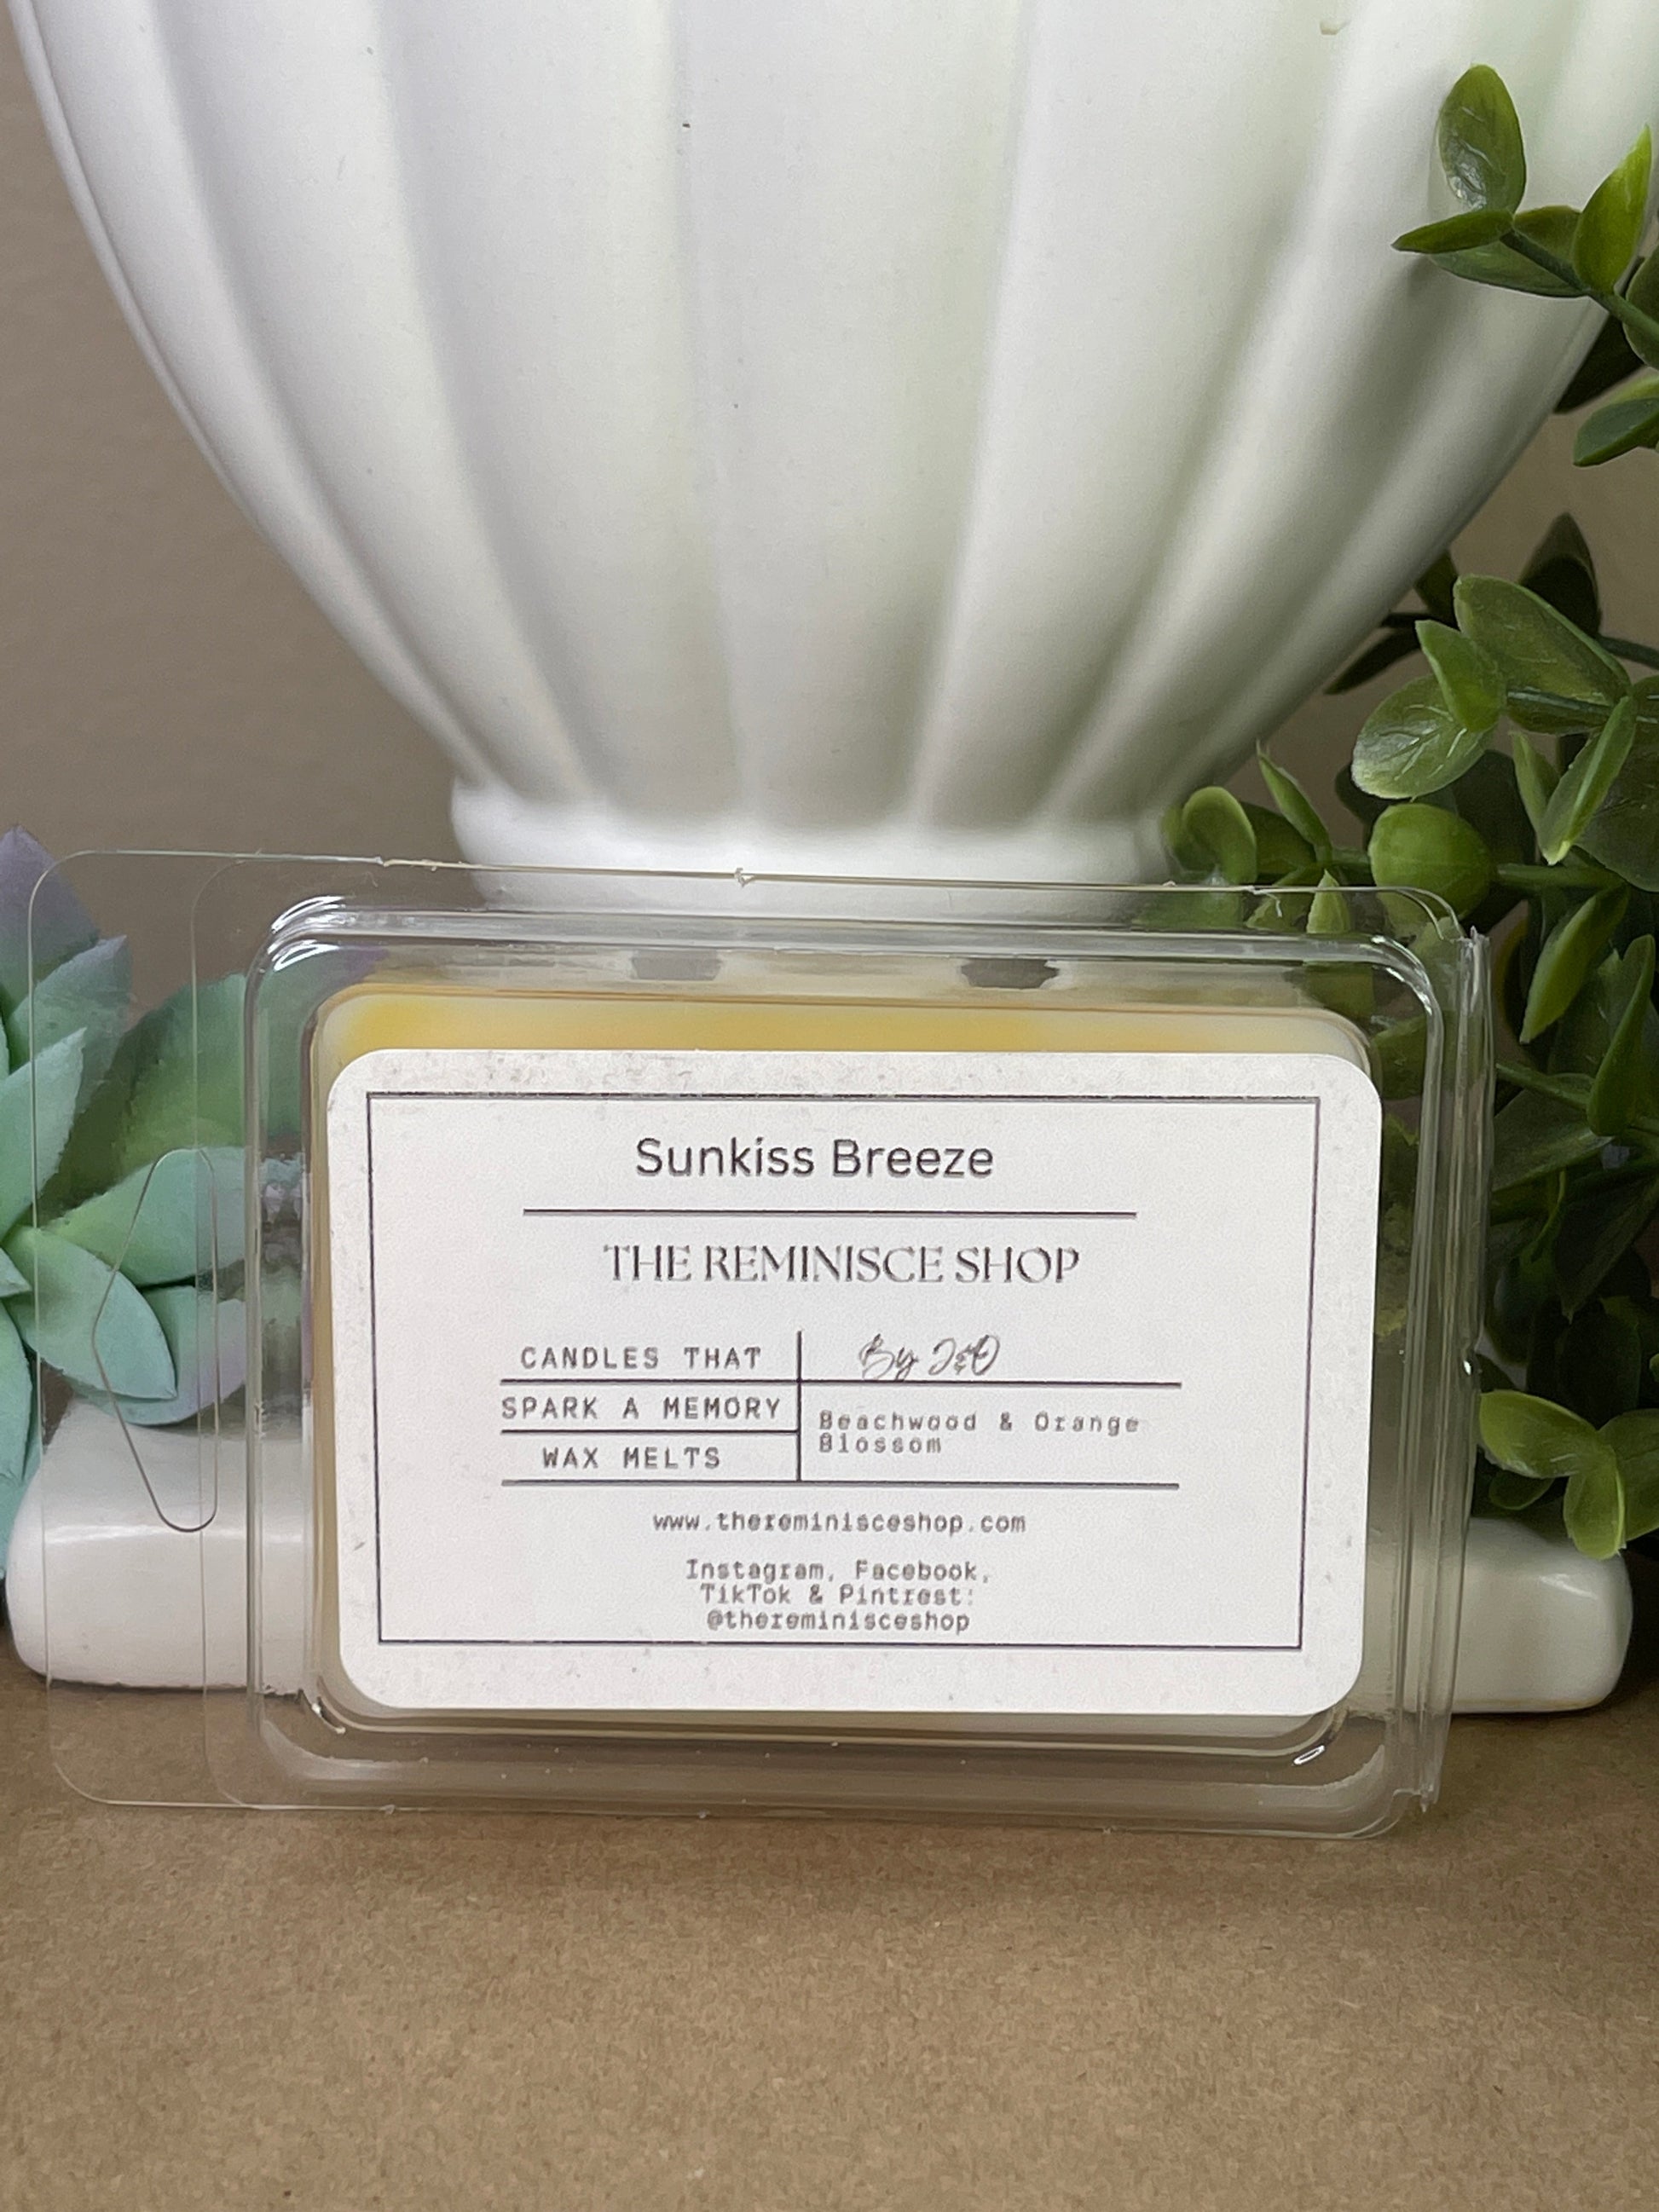 Sunkiss Breeze
THE REMINISCE SHOP
CANDLES THAT
SPARK A MEMORY
WAX MELTS
By J&O
Beachwood & Orange
Blossom
www.thereminisceshop.com
Instagram, Facebook,
TikTok & Pintrest:
@thereminisceshop